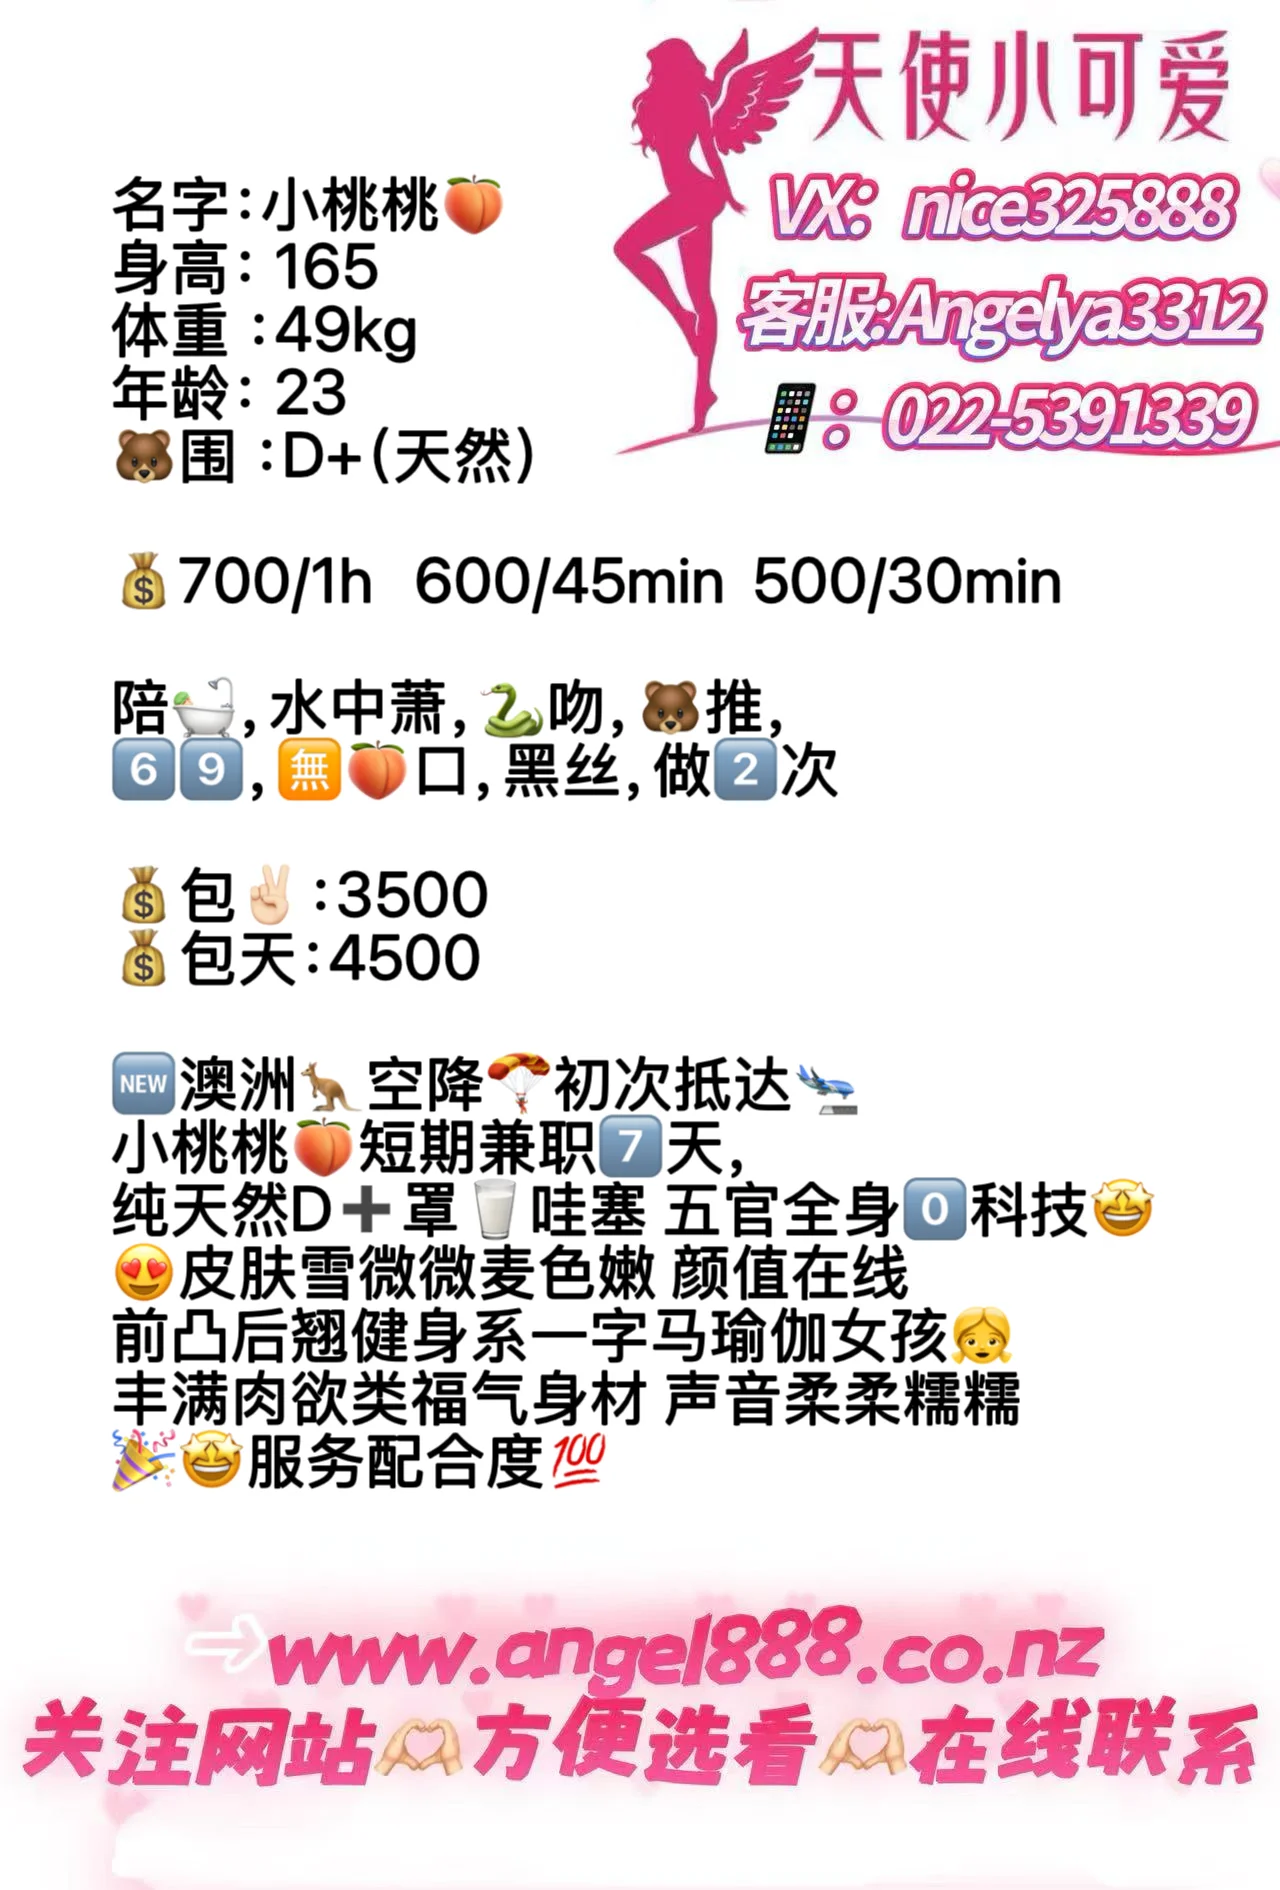 天使小可爱
VX：nice325888
客服:Angelya3312
📱：022-5391339
名字：小桃桃🍑
身高：165
体重 :49kg
年龄：23
🐻围 :D+(天然)
💰700/1h 600/45min 500/30min
陪🛀, 水中萧, 🐍吻, 🐻推,
6️⃣9️⃣, 🈚🍑口, 黑丝, 做2️⃣次
💰包✌🏻 :3500
💰包天:4500
🆕澳洲🦘空降🪂初次抵达🛬
小桃桃🍑短期兼职7️⃣天,
纯天然D➕罩🥛哇塞 五官全身0️⃣科技🤩
😍皮肤雪微微麦色嫩 颜值在线
前凸后翘健身系一字马瑜伽女孩👧
丰满肉欲类福气身材 声音柔柔糯糯
🎉🤩服务配合度💯
→www.angel888.co.nz
关注网站🫶🏼方便选看🫶🏼在线联系